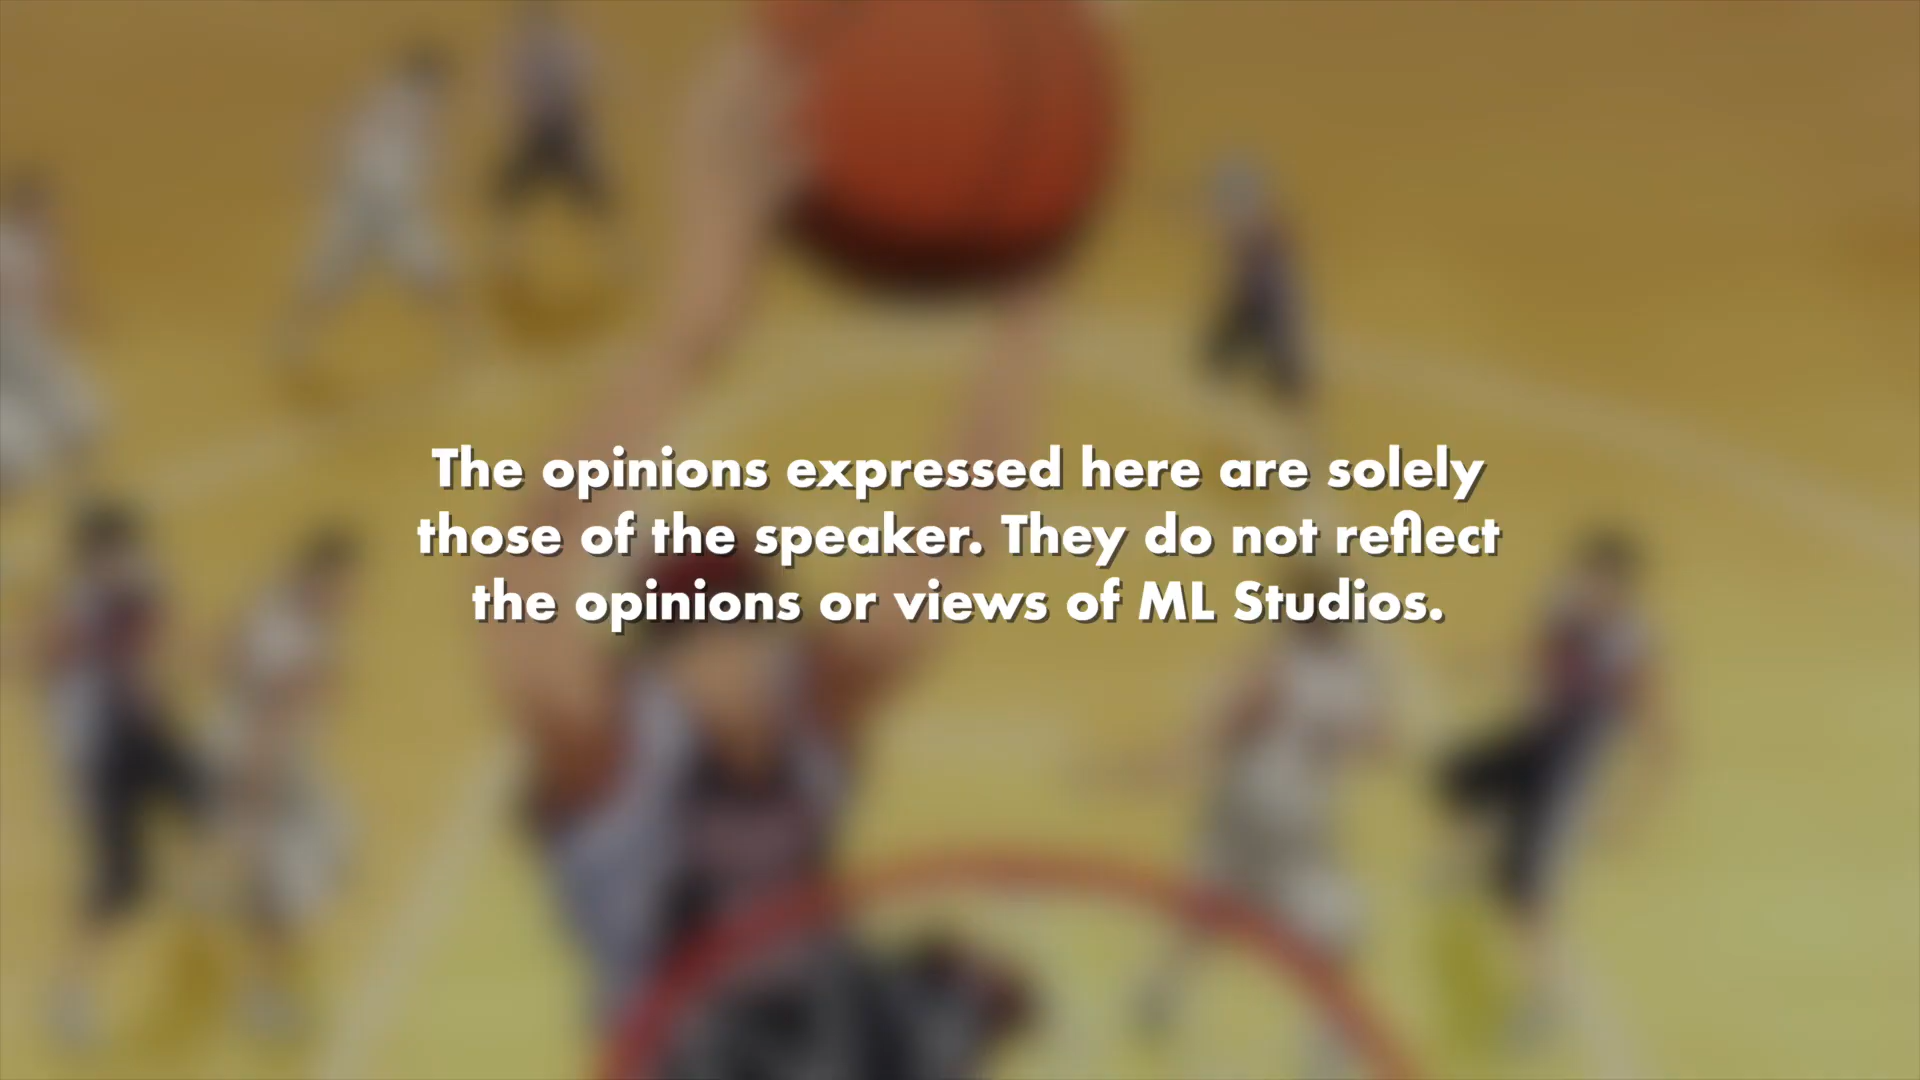 The opinions expressed here are solely
those of the speaker. They do not reflect
the opinions or views of ML Studios.